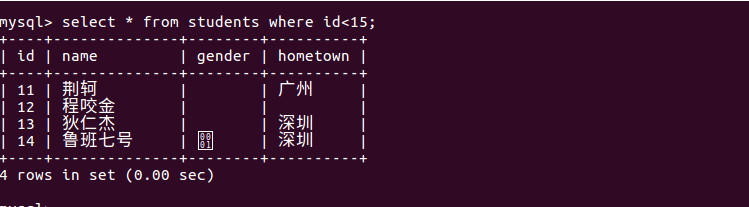 mysql> select * from students where id<15;
+----+--------------+--------+----------+
| id | name         | gender | hometown |
+----+--------------+--------+----------+
| 11 | 荆轲         |        | 广州     |
| 12 | 程咬金       |        |          |
| 13 | 狄仁杰       |        | 深圳     |
| 14 | 鲁班七号     | 0001   | 深圳     |
+----+--------------+--------+----------+
4 rows in set (0.00 sec)
mysql>